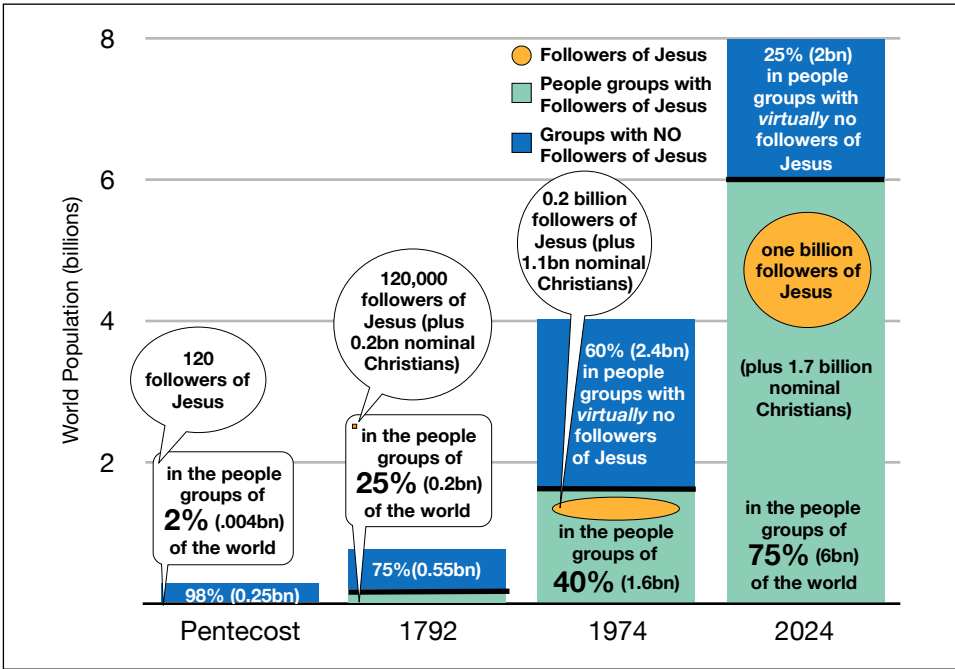 8
6
4
2
World Population (billions)
Followers of Jesus
People groups with
Followers of Jesus
Groups with NO
Followers of Jesus
120
followers of
Jesus
in the people
groups of
2% (.004bn)
of the world
98% (0.25bn)
Pentecost
120,000
followers of
Jesus (plus
0.2bn nominal
Christians)
in the people
groups of
25% (0.2bn)
of the world
75%(0.55bn)
1792
0.2 billion
followers of
Jesus (plus
1.1bn nominal
Christians)
60% (2.4bn)
in people
groups with
virtually no
followers
of Jesus
in the people
groups of
40% (1.6bn)
1974
25% (2bn)
in people
groups with
virtually no
followers of
Jesus
one billion
followers of
Jesus
(plus 1.7 billion
nominal
Christians)
in the people
groups of
75% (6bn)
of the world
2024